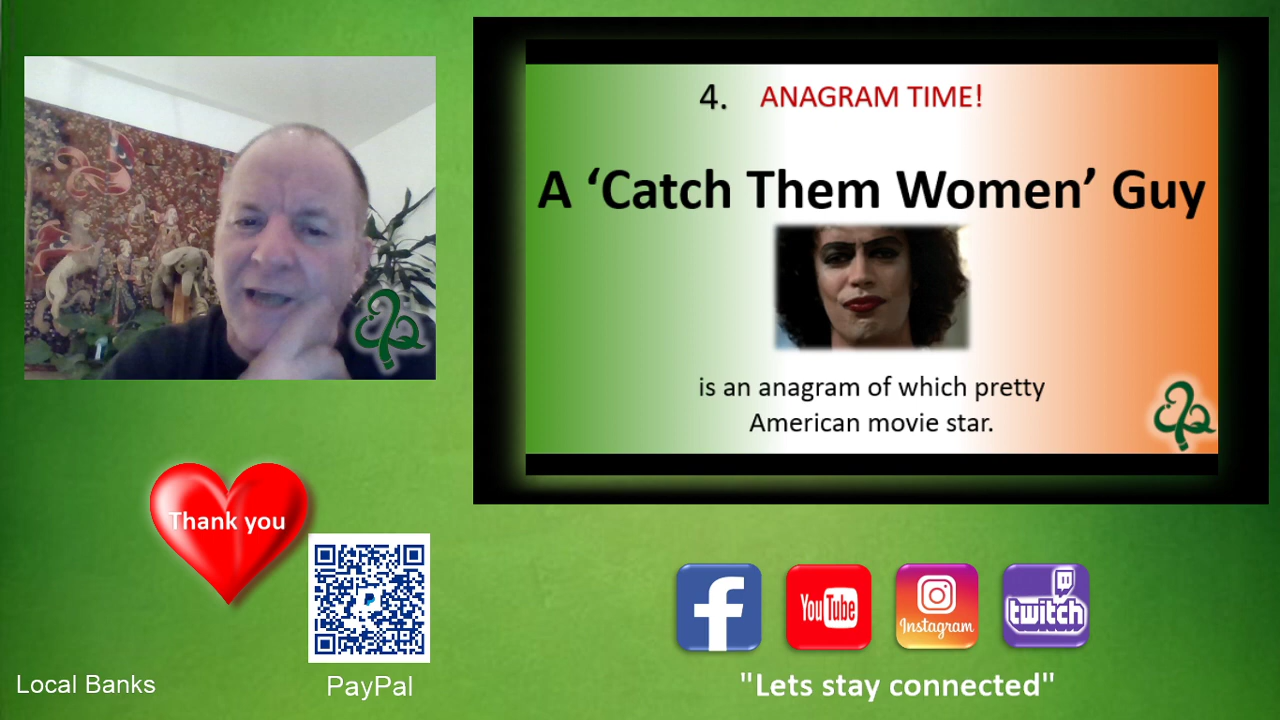 4. ANAGRAM TIME!
A ‘Catch Them Women’ Guy
is an anagram of which pretty
American movie star.
Thank you
Local Banks
PayPal
f
YouTube
Instagram
twitch
"Lets stay connected"